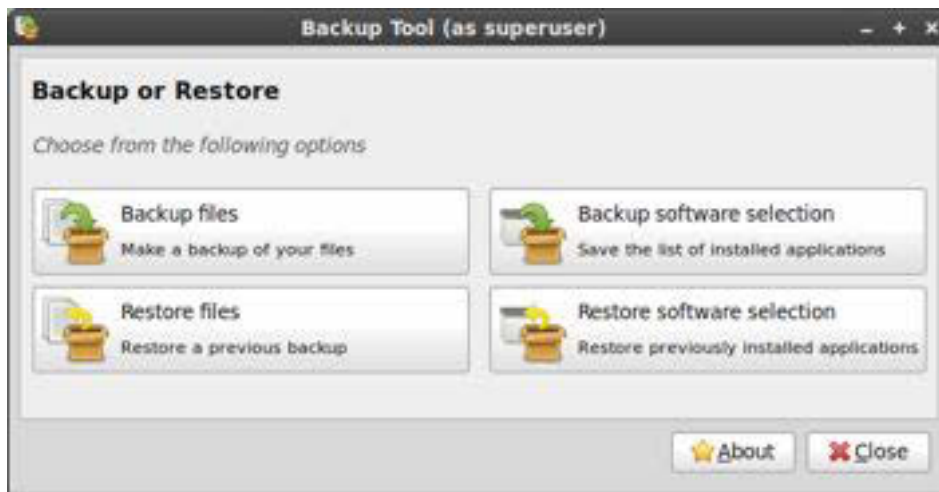 Backup Tool (as superuser)
Backup or Restore
Choose from the following options
Backup files
Make a backup of your files
Backup software selection
Save the list of installed applications
Restore files
Restore a previous backup
Restore software selection
Restore previously installed applications
About
Close